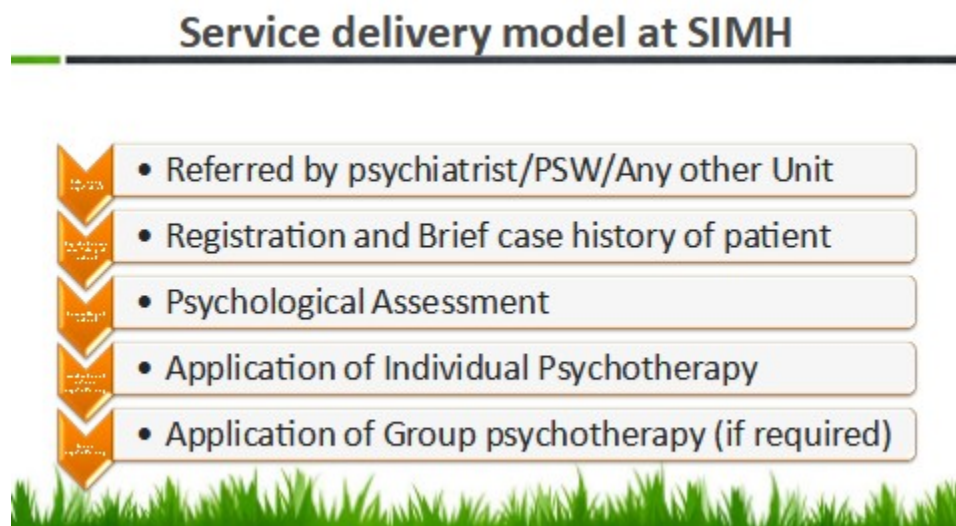 Service delivery model at SIMH
• Referred by psychiatrist/PSW/Any other Unit
• Registration and Brief case history of patient
• Psychological Assessment
• Application of Individual Psychotherapy
• Application of Group psychotherapy (if required)